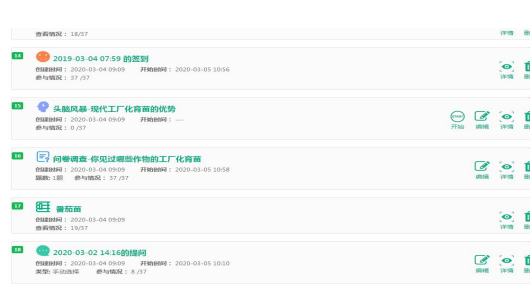 查看情况： 18/37
详情
14
2019-03-04 07:59 的签到
创建时间： 2020-03-04 09:09 开始时间： 2020-03-05 10:56
参与情况： 37 /37
详情
15
头脑风暴-现代工厂化育苗的优势
创建时间： 2020-03-04 09:09 开始时间： ---
参与情况： 0 /37
开始 编辑 详情
16
问卷调查-你见过哪些作物的工厂化育苗
创建时间： 2020-03-04 09:09 开始时间： 2020-03-05 10:58
题数: 1题 参与情况： 37 /37
编辑 详情
17
番茄苗
创建时间： 2020-03-04 09:09
查看情况： 19/37
详情
18
2020-03-02 14:16的提问
创建时间： 2020-03-04 09:09 开始时间： 2020-03-05 10:10
类型: 手动选择 参与情况： 8 /37
编辑 详情